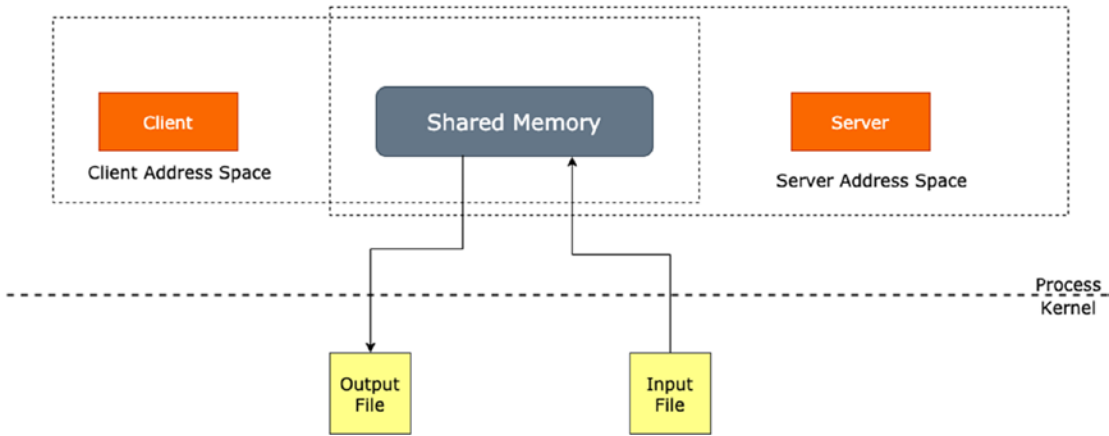 Client
Shared Memory
Server
Client Address Space
Server Address Space
Process
Kernel
Output
File
Input
File